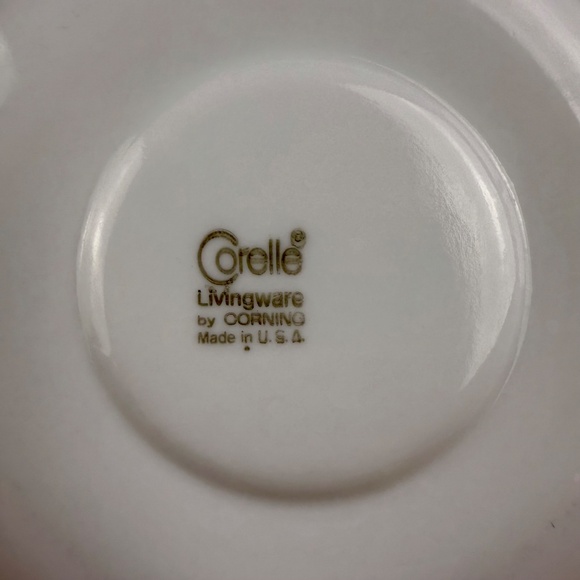 Corelle®
Livingware
by CORNING
Made in U.S.A.